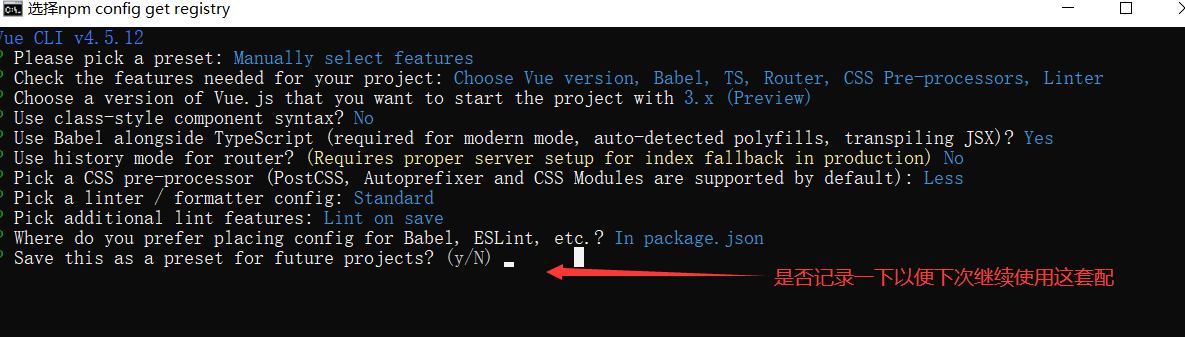 选择npm config get registry
Vue CLI v4.5.12
? Please pick a preset: Manually select features
? Check the features needed for your project: Choose Vue version, Babel, TS, Router, CSS Pre-processors, Linter
? Choose a version of Vue.js that you want to start the project with 3.x (Preview)
? Use class-style component syntax? No
? Use Babel alongside TypeScript (required for modern mode, auto-detected polyfills, transpiling JSX)? Yes
? Use history mode for router? (Requires proper server setup for index fallback in production) No
? Pick a CSS pre-processor (PostCSS, Autoprefixer and CSS Modules are supported by default): Less
? Pick a linter / formatter config: Standard
? Pick additional lint features: Lint on save
? Where do you prefer placing config for Babel, ESLint, etc.? In package.json
? Save this as a preset for future projects? (y/N)
是否记录一下以便下次继续使用这套配